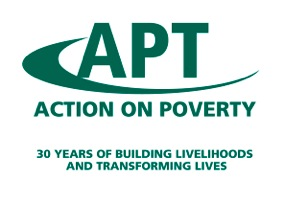 APT
ACTION ON POVERTY
30 YEARS OF BUILDING LIVELIHOODS
AND TRANSFORMING LIVES